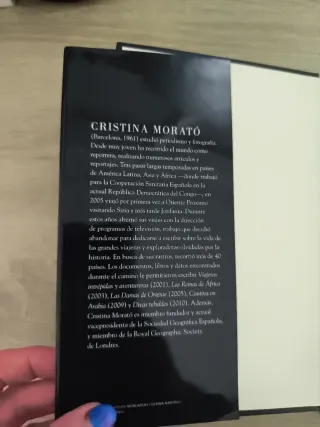 CRISTINA MORATÓ
(Barcelona, 1961) estudió periodismo y fotografía.
Desde muy joven ha recorrido el mundo como
reportera, realizando numerosos artículos y
reportajes. Tras pasar largas temporadas en países
de América Latina, Asia y África —donde trabajó
para la Cooperación Sanitaria Española en la
actual República Democrática del Congo—, en
2005 viajó por primera vez a Oriente Próximo
visitando Siria y más tarde Jordania. Durante
estos años alternó sus viajes con la dirección
de programas de televisión, trabajo que decidió
abandonar para dedicarse a escribir sobre la vida de
las grandes viajeras y exploradoras olvidadas por la
historia. En busca de sus rastros, recorrió más de 40
países. Los documentos, libros y datos encontrados
durante el camino le permitieron escribir Viajeras
intrépidas y aventureras (2001), Las Reinas de África
(2003), Las Damas de Oriente (2005), Cautiva en
Arabia (2009) y Divas rebeldes (2010). Además,
Cristina Morató es miembro fundador y actual
vicepresidenta de la Sociedad Geográfica Española,
y miembro de la Royal Geographic Society
de Londres.